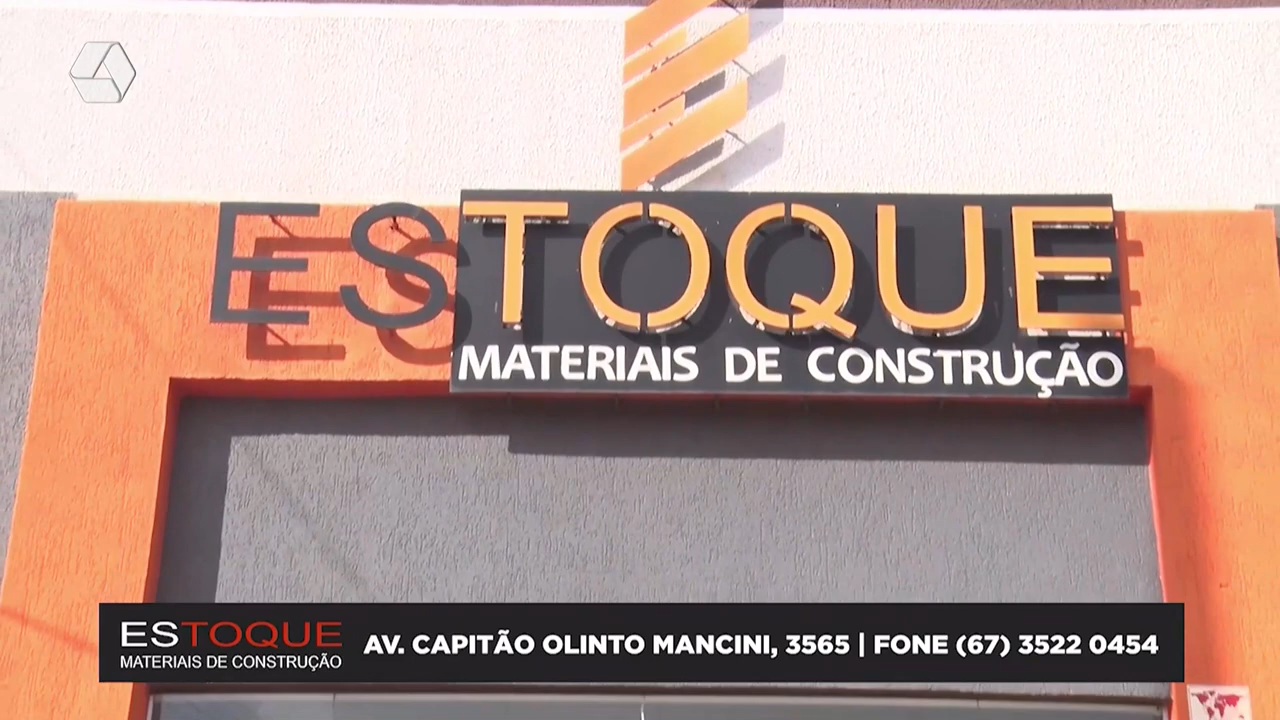 ESTOQUE
MATERIAIS DE CONSTRUÇÃO
ESTOQUE
MATERIAIS DE CONSTRUÇÃO
AV. CAPITÃO OLINTO MANCINI, 3565 | FONE (67) 3522 0454